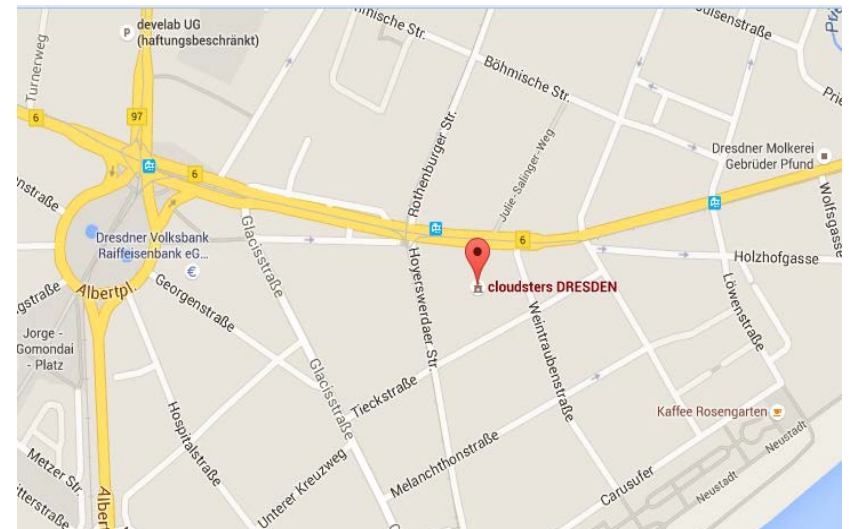 develab UG
(haftungsbeschränkt)
Turnerweg
Böhmische Str.
Böhmische Str.
6
97
6
Rothenburger Str.
Julie-Salinger-Weg
Dresdner Molkerei
Gebrüder Pfund
Wolfsgasse
Glacisstraße
Dresdner Volksbank
Raiffeisenbank eG...
€
6
Holzhofgasse
cloudsters DRESDEN
Albertpl.
Georgenstraße
Hoyerswerdaer Str.
Weintraubenstraße
Löwenstraße
Jorge -
Gomondai
- Platz
Glacisstraße
Tieckstraße
Kaffee Rosengarten
Hospitalstraße
Melanchthonstraße
Unterer Kreuzweg
Carusufer
Neustadt
Neustadt
Metzer Str.